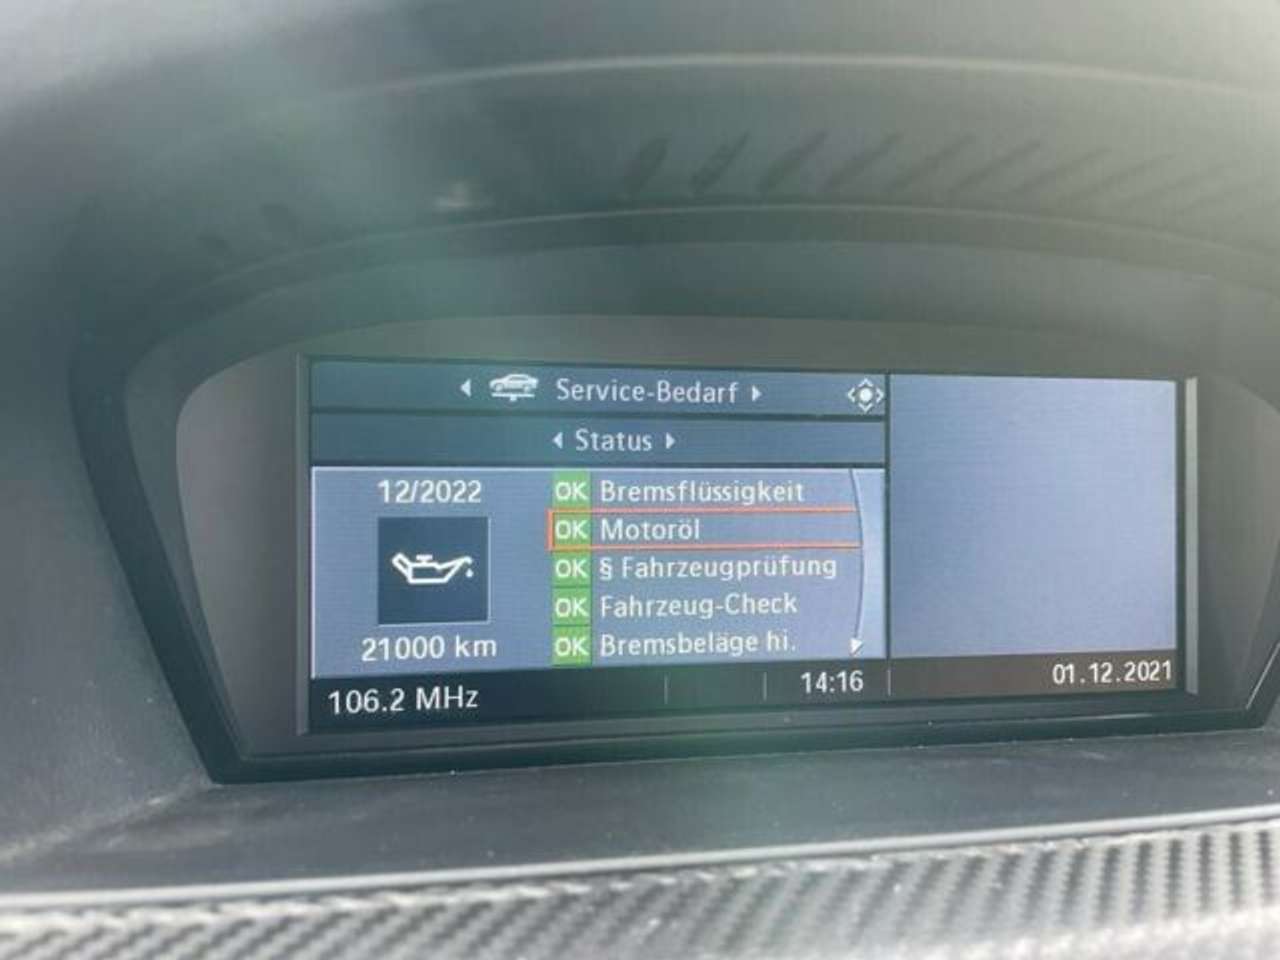 Service-Bedarf
Status
12/2022
21000 km
OK Bremsflüssigkeit
OK Motoröl
OK § Fahrzeugprüfung
OK Fahrzeug-Check
OK Bremsbeläge hi.
106.2 MHz
14:16
01.12.2021